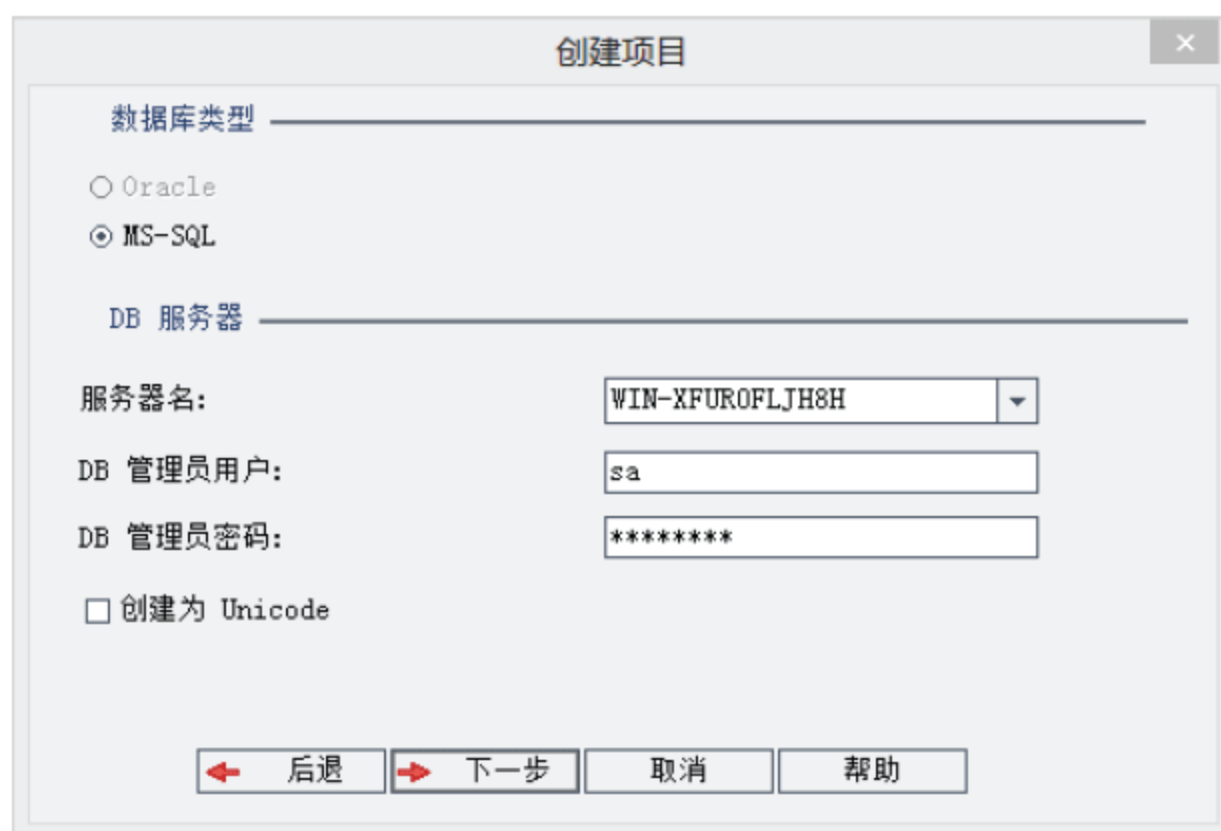 创建项目
数据库类型
Oracle
MS-SQL
DB 服务器
服务器名: WIN-XFUROFLJH8H
DB 管理员用户: sa
DB 管理员密码: ********
创建为 Unicode
后退 下一步 取消 帮助